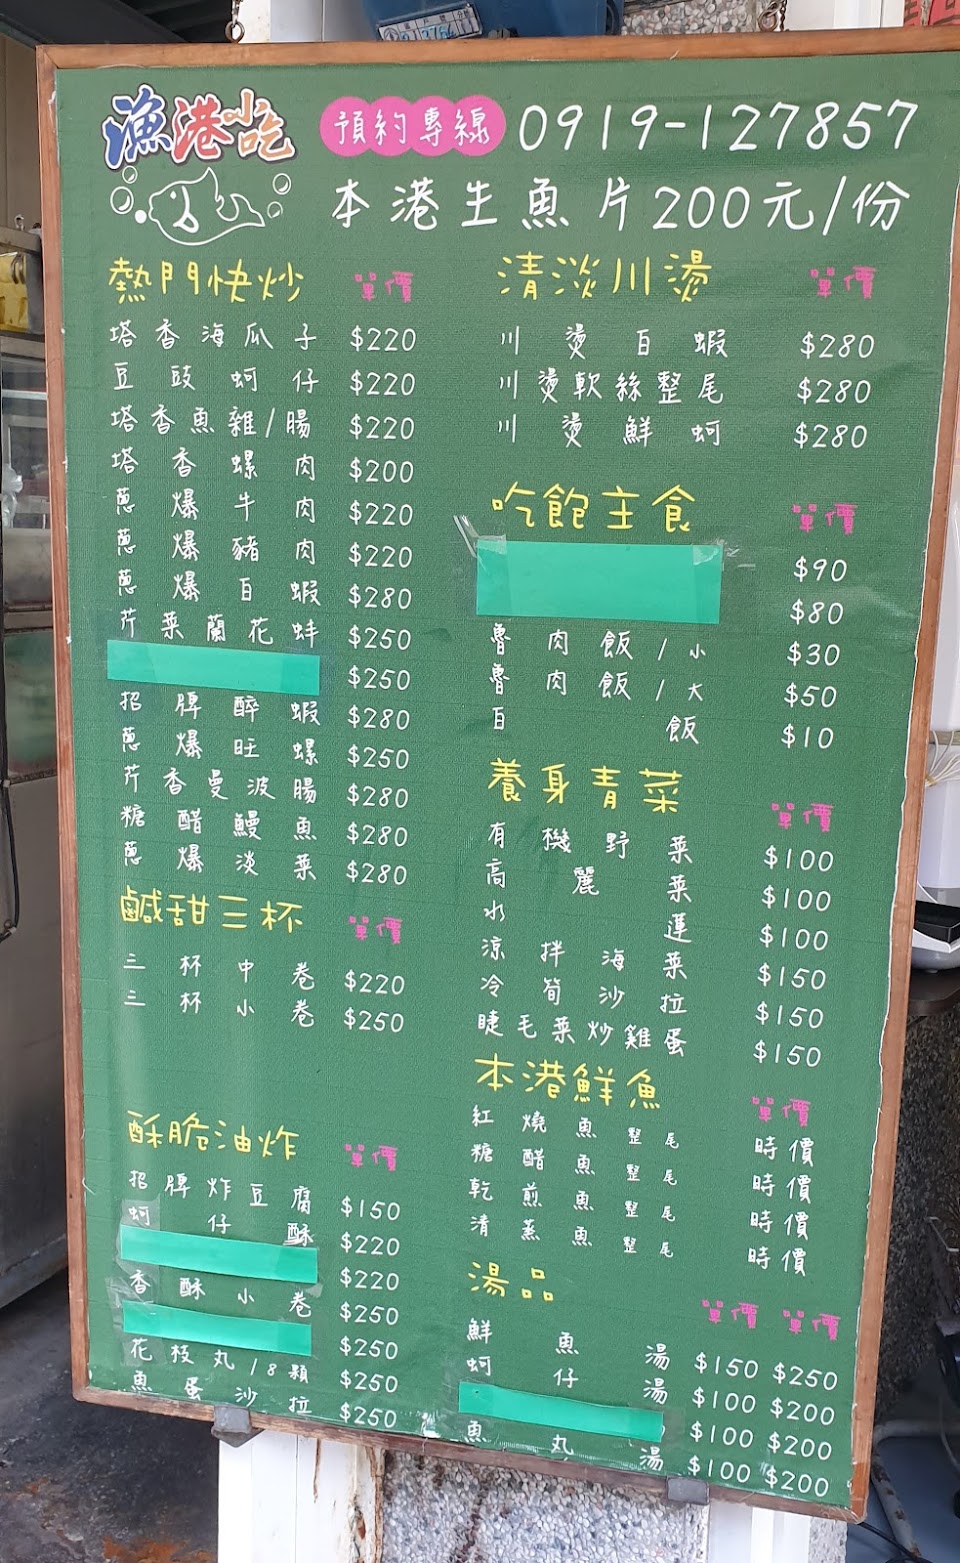 漁港小吃
預約專線 0919-127857
本港生魚片200元/份
熱門快炒 單價
塔香海瓜子 $220
豆豉蚵仔 $220
塔香魚雜/腸 $220
塔香螺肉 $200
蔥爆牛肉 $220
蔥爆豬肉 $220
蔥爆白蝦 $280
芹菜蘭花蚌 $250
$250
招牌醉蝦 $280
蔥爆旺螺 $250
芹香曼波腸 $280
糖醋鰻魚 $280
蔥爆淡菜 $280
鹹甜三杯 單價
三杯中卷 $220
三杯小卷 $250
酥脆油炸 單價
招牌炸豆腐 $150
蚵仔酥 $220
$220
香酥小卷 $250
$250
花枝丸/8顆 $250
魚蛋沙拉 $250
清淡川燙 單價
川燙白蝦 $280
川燙軟絲整尾 $280
川燙鮮蚵 $280
吃飽主食 單價
$90
$80
魯肉飯/小 $30
魯肉飯/大 $50
白飯 $10
養身青菜 單價
有機野菜 $100
高麗菜 $100
水蓮 $100
涼拌海菜 $150
冷筍沙拉 $150
睫毛菜炒雞蛋 $150
本港鮮魚 單價
紅燒魚整尾 時價
糖醋魚整尾 時價
乾煎魚整尾 時價
清蒸魚整尾 時價
湯品 單價 單價
鮮魚湯 $150 $250
蚵仔湯 $100 $200
$100 $200
魚丸湯 $100 $200